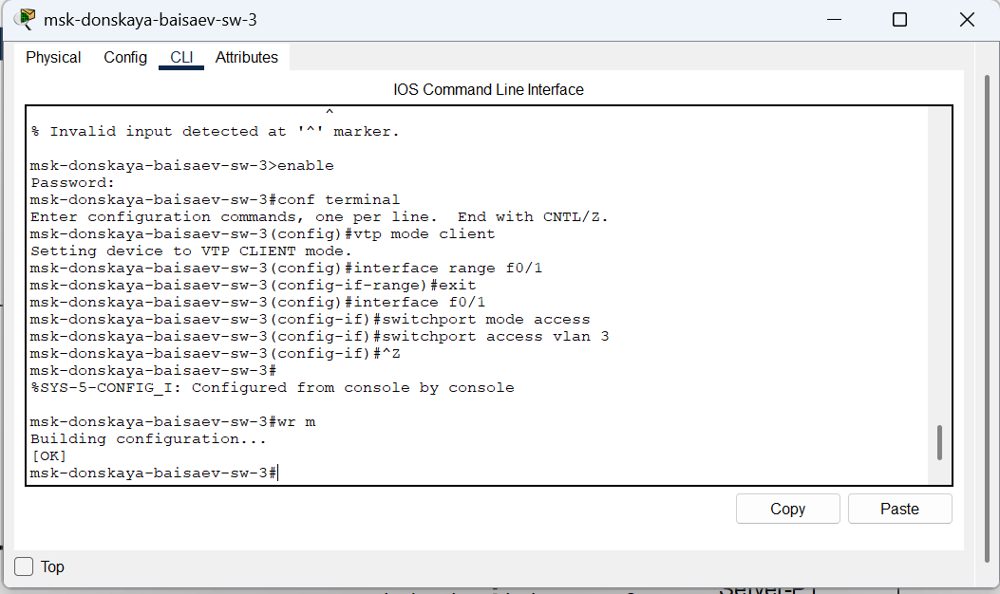 msk-donskaya-baisaev-sw-3
Physical Config CLI Attributes
IOS Command Line Interface
^
% Invalid input detected at '^' marker.
msk-donskaya-baisaev-sw-3>enable
Password:
msk-donskaya-baisaev-sw-3#conf terminal
Enter configuration commands, one per line.  End with CNTL/Z.
msk-donskaya-baisaev-sw-3(config)#vtp mode client
Setting device to VTP CLIENT mode.
msk-donskaya-baisaev-sw-3(config)#interface range f0/1
msk-donskaya-baisaev-sw-3(config-if-range)#exit
msk-donskaya-baisaev-sw-3(config)#interface f0/1
msk-donskaya-baisaev-sw-3(config-if)#switchport mode access
msk-donskaya-baisaev-sw-3(config-if)#switchport access vlan 3
msk-donskaya-baisaev-sw-3(config-if)#^Z
msk-donskaya-baisaev-sw-3#
%SYS-5-CONFIG_I: Configured from console by console
msk-donskaya-baisaev-sw-3#wr m
Building configuration...
[OK]
msk-donskaya-baisaev-sw-3#
Copy Paste
Top